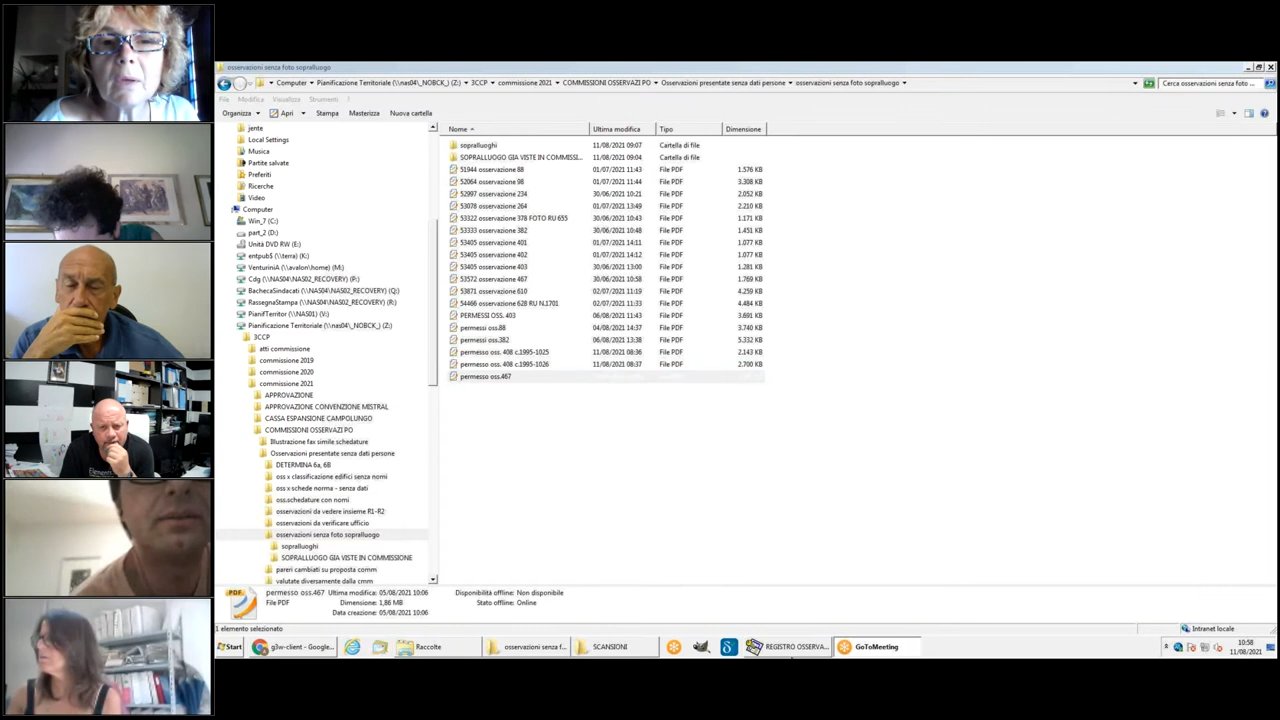 osservazioni senza foto sopralluogo
Computer ▸ Pianificazione Territoriale (\\nas04\_NOBCK_) (Z:) ▸ 3CCP ▸ commissione 2021 ▸ COMMISSIONI OSSERVAZI PO ▸ Osservazioni presentate senza dati persone ▸ osservazioni senza foto sopralluogo
Cerca osservazioni senza foto ...
File Modifica Visualizza Strumenti ?
Organizza Apri Stampa Masterizza Nuova cartella
jente
Local Settings
Musica
Partite salvate
Preferiti
Ricerche
Video
Computer
Win_7 (C:)
part_2 (D:)
Unità DVD RW (E:)
entpub$ (\\terra) (K:)
VenturiniA (\\avalon\home) (M:)
Cdg (\\NAS04\NAS02_RECOVERY) (P:)
BachecaSindacati (\\NAS04\NAS02_RECOVERY) (Q:)
RassegnaStampa (\\NAS04\NAS02_RECOVERY) (R:)
PianifTerritor (\\NAS01) (V:)
Pianificazione Territoriale (\\nas04\_NOBCK_) (Z:)
3CCP
atti commissione
commissione 2019
commissione 2020
commissione 2021
APPROVAZIONE
APPROVAZIONE CONVENZIONE MISTRAL
CASSA ESPANSIONE CAMPOLUNGO
COMMISSIONI OSSERVAZI PO
Illustrazione fax simile schedature
Osservazioni presentate senza dati persone
DETERMINA 6a, 6B
oss x classificazione edifici senza nomi
oss x schede norma - senza dati
oss.schedature con nomi
osservazioni da vedere insieme R1-R2
osservazioni da verificare ufficio
osservazioni senza foto sopralluogo
sopralluoghi
SOPRALLUOGO GIA VISTE IN COMMISSIONE
pareri cambiati su proposta comm
valutate diversamente dalla cmm
Nome Ultima modifica Tipo Dimensione
sopralluoghi 11/08/2021 09:07 Cartella di file
SOPRALLUOGO GIA VISTE IN COMMISSI... 11/08/2021 09:04 Cartella di file
51944 osservazione 88 01/07/2021 11:43 File PDF 1.576 KB
52064 osservazione 98 01/07/2021 11:44 File PDF 3.308 KB
52997 osservazione 234 30/06/2021 10:21 File PDF 2.052 KB
53078 osservazione 264 01/07/2021 13:49 File PDF 2.210 KB
53322 osservazione 378 FOTO RU 655 30/06/2021 10:43 File PDF 1.171 KB
53333 osservazione 382 30/06/2021 10:48 File PDF 1.451 KB
53405 osservazione 401 01/07/2021 14:11 File PDF 1.077 KB
53405 osservazione 402 01/07/2021 14:12 File PDF 1.077 KB
53405 osservazione 403 30/06/2021 13:00 File PDF 1.281 KB
53572 osservazione 467 30/06/2021 10:58 File PDF 1.769 KB
53871 osservazione 610 02/07/2021 11:19 File PDF 4.259 KB
54466 osservazione 628 RU N.1701 02/07/2021 11:33 File PDF 4.484 KB
PERMESSI OSS. 403 06/08/2021 11:43 File PDF 3.691 KB
permessi oss.88 04/08/2021 14:37 File PDF 3.740 KB
permessi oss.382 06/08/2021 13:38 File PDF 5.332 KB
permesso oss. 408 c.1995-1025 11/08/2021 08:36 File PDF 2.143 KB
permesso oss. 408 c.1995-1026 11/08/2021 08:37 File PDF 2.700 KB
permesso oss.467
PDF
permesso oss.467 Ultima modifica: 05/08/2021 10:06 Disponibilità offline: Non disponibile
File PDF Dimensione: 1,86 MB Stato offline: Online
Data creazione: 05/08/2021 10:06
1 elemento selezionato Intranet locale
Start g3w-client - Google... Raccolte osservazioni senza f... SCANSIONI REGISTRO OSSERVA... GoToMeeting
10:58
11/08/2021